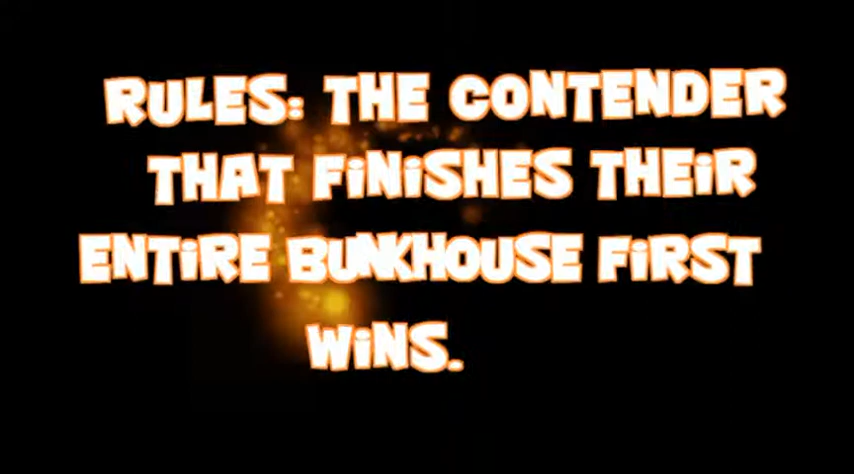 RULES: THE CONTENDER
THAT FINISHES THEIR
ENTIRE BUNKHOUSE FIRST
WINS.